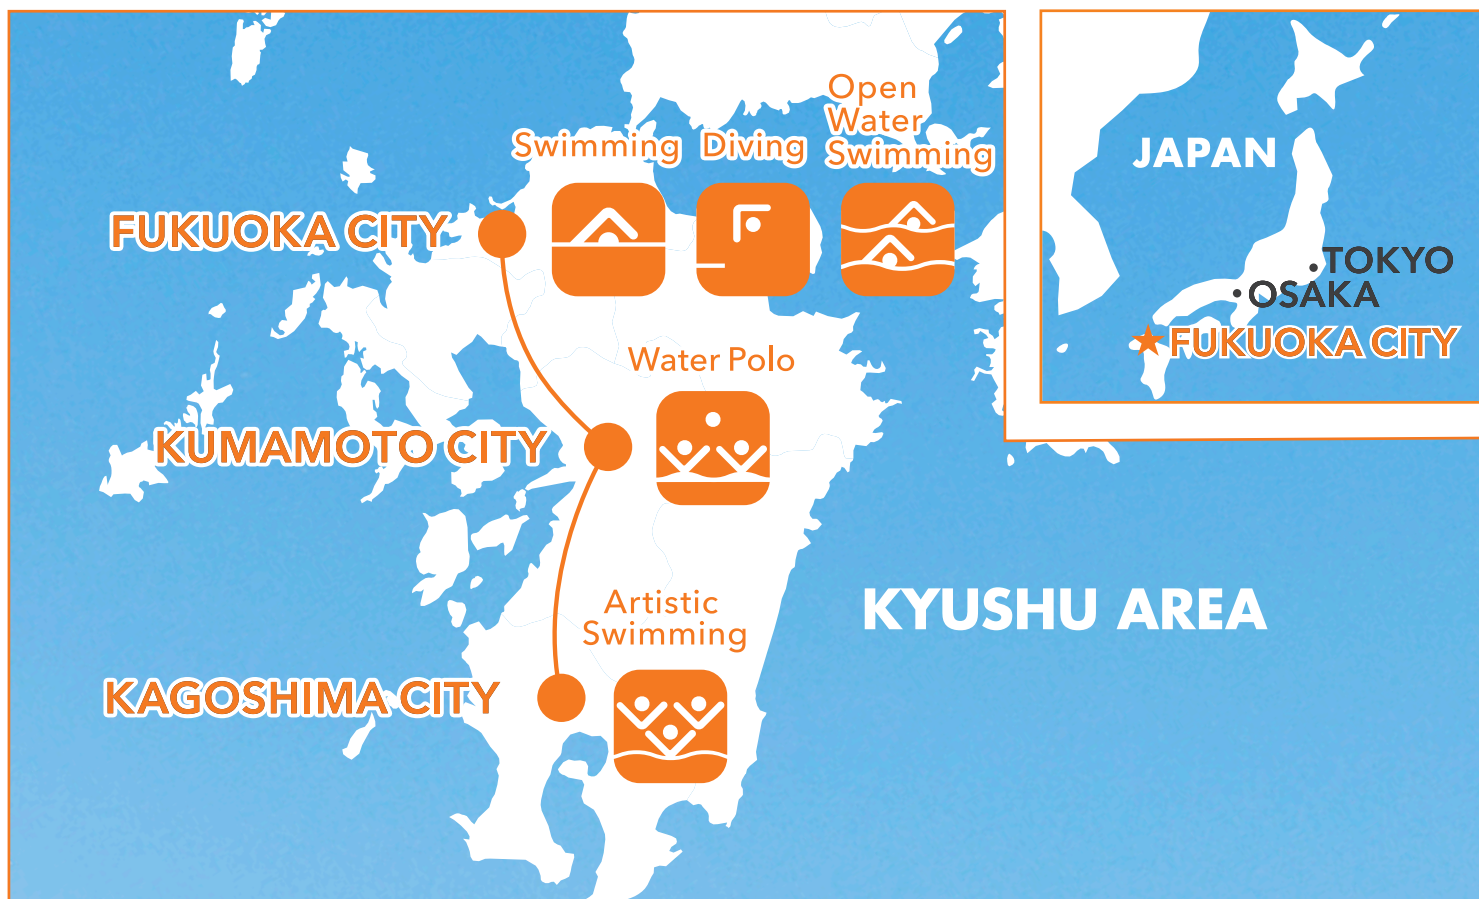 Swimming
Diving
Open
Water
Swimming
FUKUOKA CITY
Water Polo
KUMAMOTO CITY
Artistic
Swimming
KAGOSHIMA CITY
KYUSHU AREA
JAPAN
TOKYO
OSAKA
FUKUOKA CITY